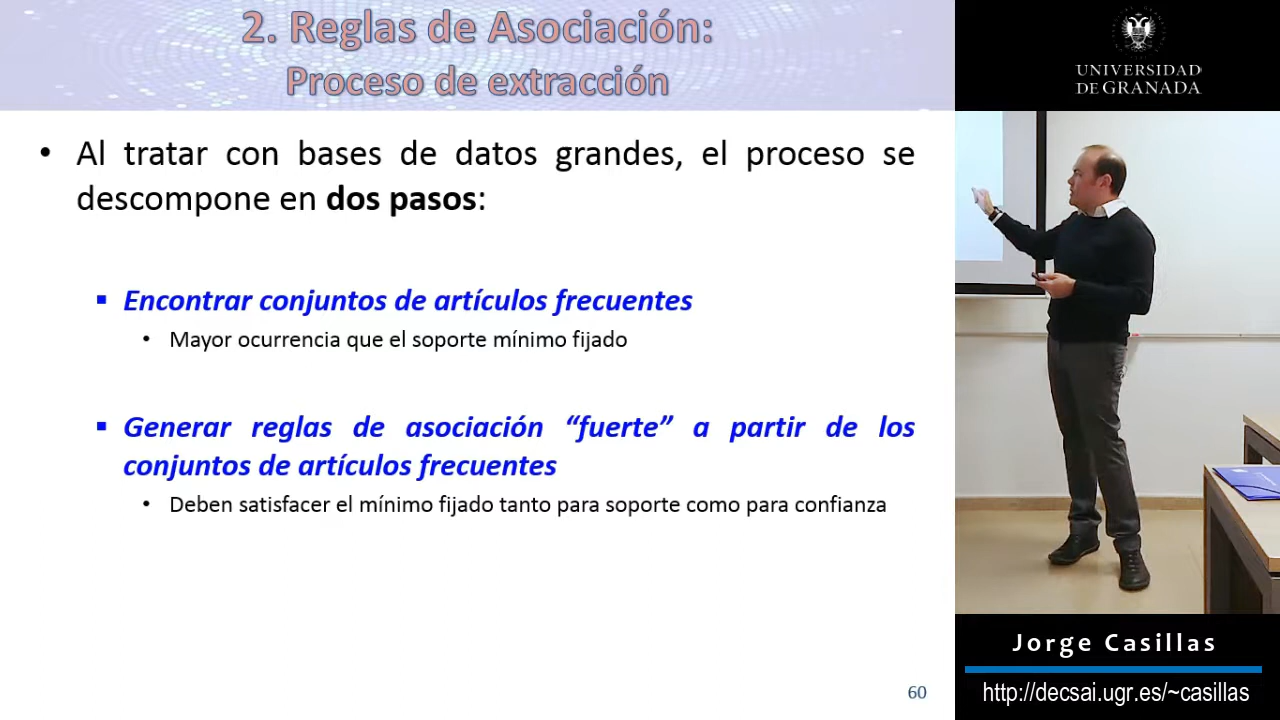 2. Reglas de Asociación:
Proceso de extracción
• Al tratar con bases de datos grandes, el proceso se
descompone en dos pasos:
▪ Encontrar conjuntos de artículos frecuentes
• Mayor ocurrencia que el soporte mínimo fijado
▪ Generar reglas de asociación “fuerte” a partir de los
conjuntos de artículos frecuentes
• Deben satisfacer el mínimo fijado tanto para soporte como para confianza
60
UNIVERSIDAD
DE GRANADA
Jorge Casillas
http://decsai.ugr.es/~casillas